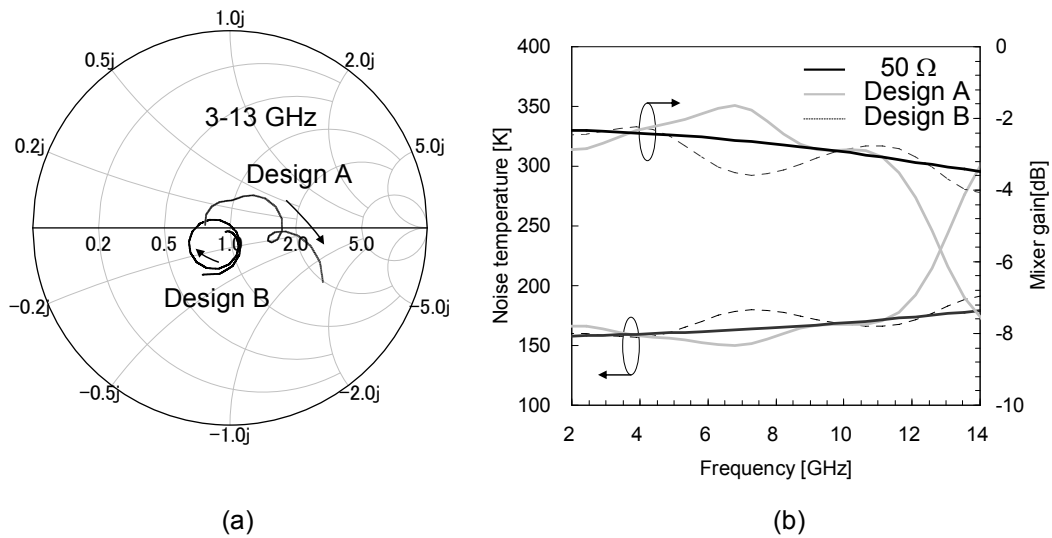 (a)
1.0j
0.5j
2.0j
0.2j
5.0j
3-13 GHz
Design A
0.2 0.5 1.0 2.0 5.0
Design B
−0.2j
−5.0j
−0.5j
−2.0j
−1.0j
(a)
(b)
400
350
300
250
200
150
100
Noise temperature [K]
50 Ω
Design A
Design B
0
-2
-4
-6
-8
-10
Mixer gain[dB]
2 4 6 8 10 12 14
Frequency [GHz]
(b)